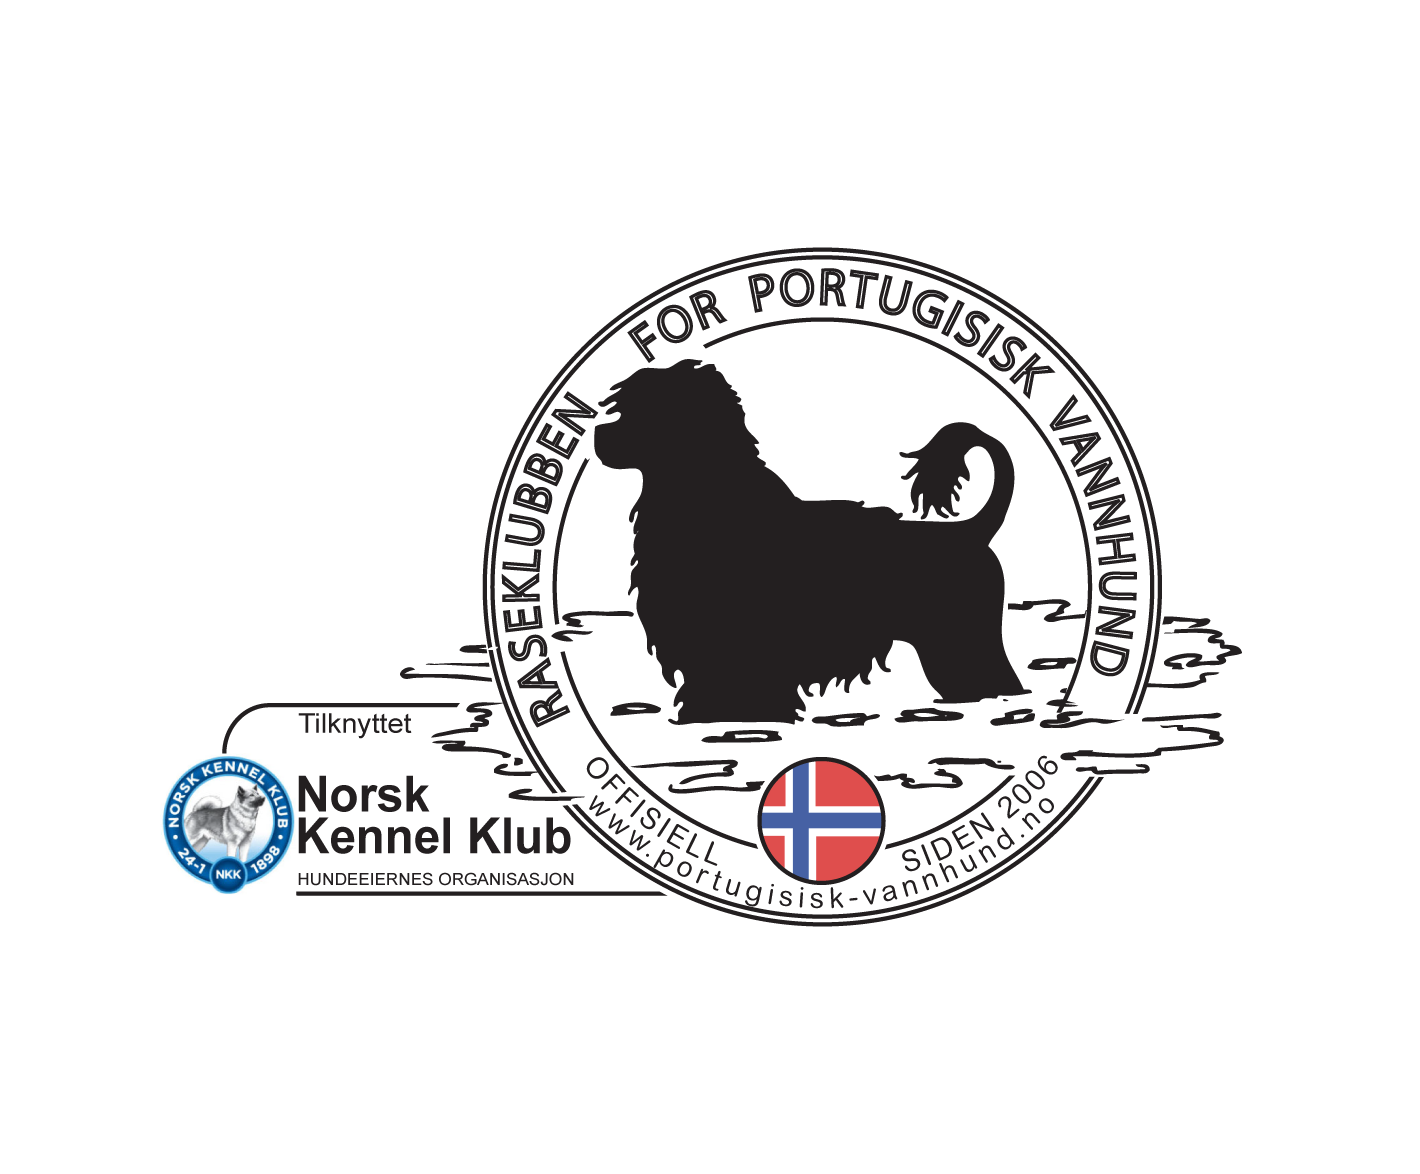 RASEKLUBBEN FOR PORTUGISISK VANNHUND
OFFISIELL SIDEN 2006
www.portugisisk-vannhund.no
Tilknyttet
NORSK KENNEL KLUB
24-1 1898
NKK
Norsk
Kennel Klub
HUNDEEIERNES ORGANISASJON